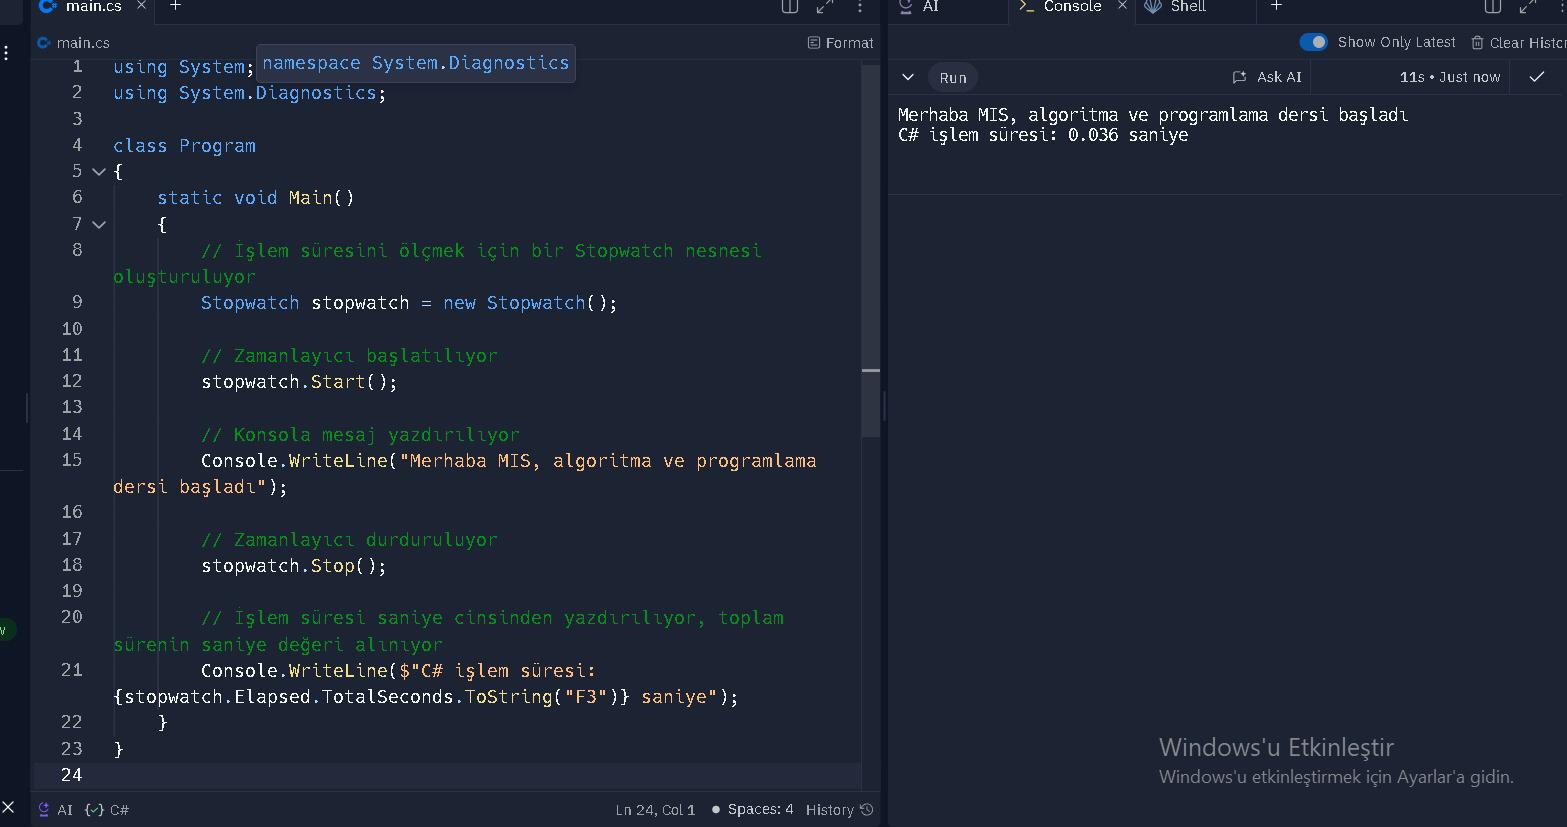 main.cs
AI
Console
Shell
main.cs
Format
namespace System.Diagnostics
Show Only Latest
Clear Histor
Run
Ask AI
11s • Just now
1 using System;
2 using System.Diagnostics;
3
4 class Program
5 {
6 static void Main()
7 {
8 // İşlem süresini ölçmek için bir Stopwatch nesnesi
oluşturuluyor
9 Stopwatch stopwatch = new Stopwatch();
10
11 // Zamanlayıcı başlatılıyor
12 stopwatch.Start();
13
14 // Konsola mesaj yazdırılıyor
15 Console.WriteLine("Merhaba MIS, algoritma ve programlama
dersi başladı");
16
17 // Zamanlayıcı durduruluyor
18 stopwatch.Stop();
19
20 // İşlem süresi saniye cinsinden yazdırılıyor, toplam
sürenin saniye değeri alınıyor
21 Console.WriteLine($"C# işlem süresi:
{stopwatch.Elapsed.TotalSeconds.ToString("F3")} saniye");
22 }
23 }
24
Merhaba MIS, algoritma ve programlama dersi başladı
C# işlem süresi: 0.036 saniye
Windows'u Etkinleştir
Windows'u etkinleştirmek için Ayarlar'a gidin.
AI
C#
Ln 24, Col 1
Spaces: 4
History